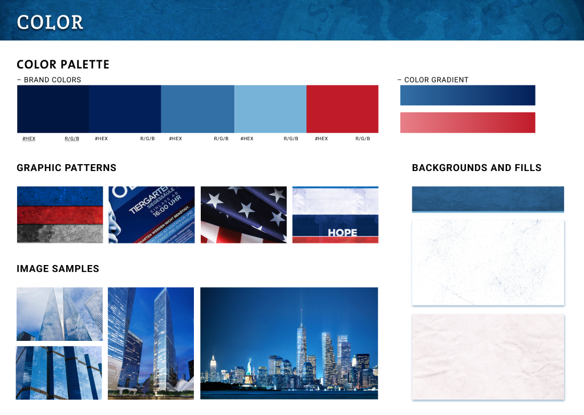 COLOR
COLOR PALETTE
– BRAND COLORS
– COLOR GRADIENT
#HEX R/G/B #HEX R/G/B #HEX R/G/B #HEX R/G/B #HEX R/G/B
GRAPHIC PATTERNS
BACKGROUNDS AND FILLS
TIERGARTEN
SIEGESSÄULE
16:00 UHR
HOPE
IMAGE SAMPLES